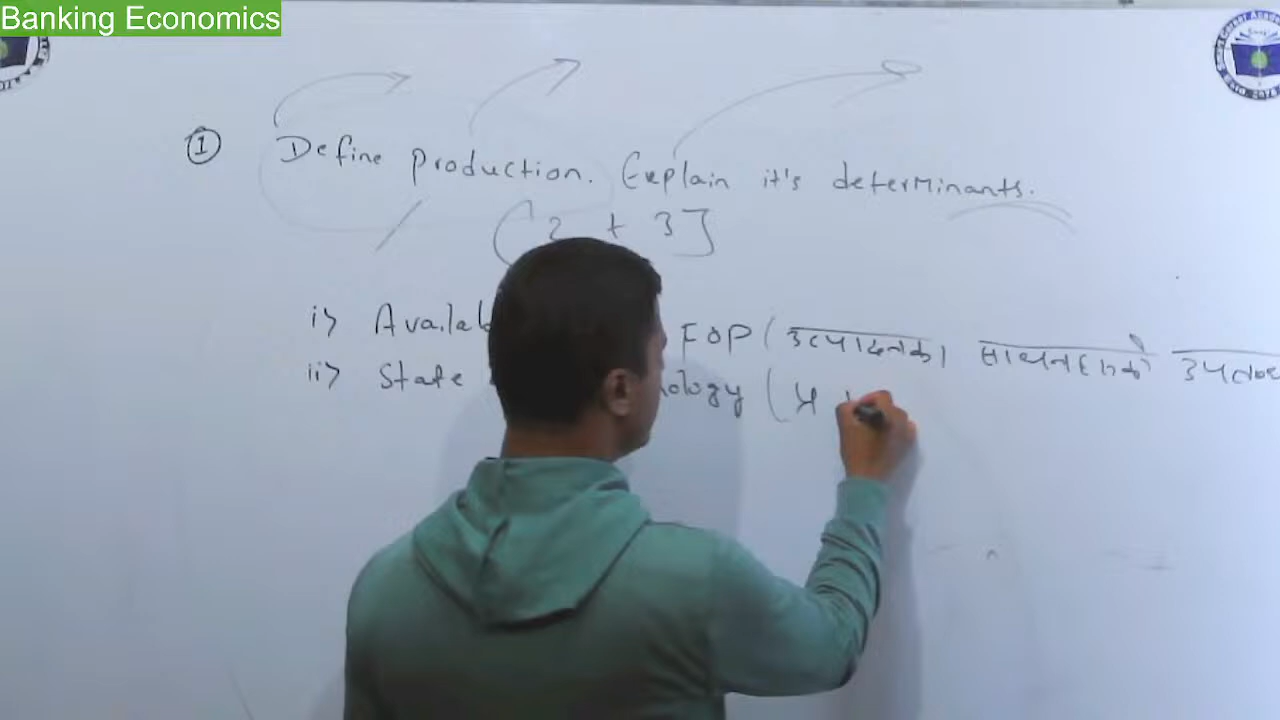 Banking Economics
① Define production. Explain it's determinants.
[2 + 3]
i> Availab FOP (उत्पादनका साधनहरुको उपलब्ध
ii> State nology (प्र